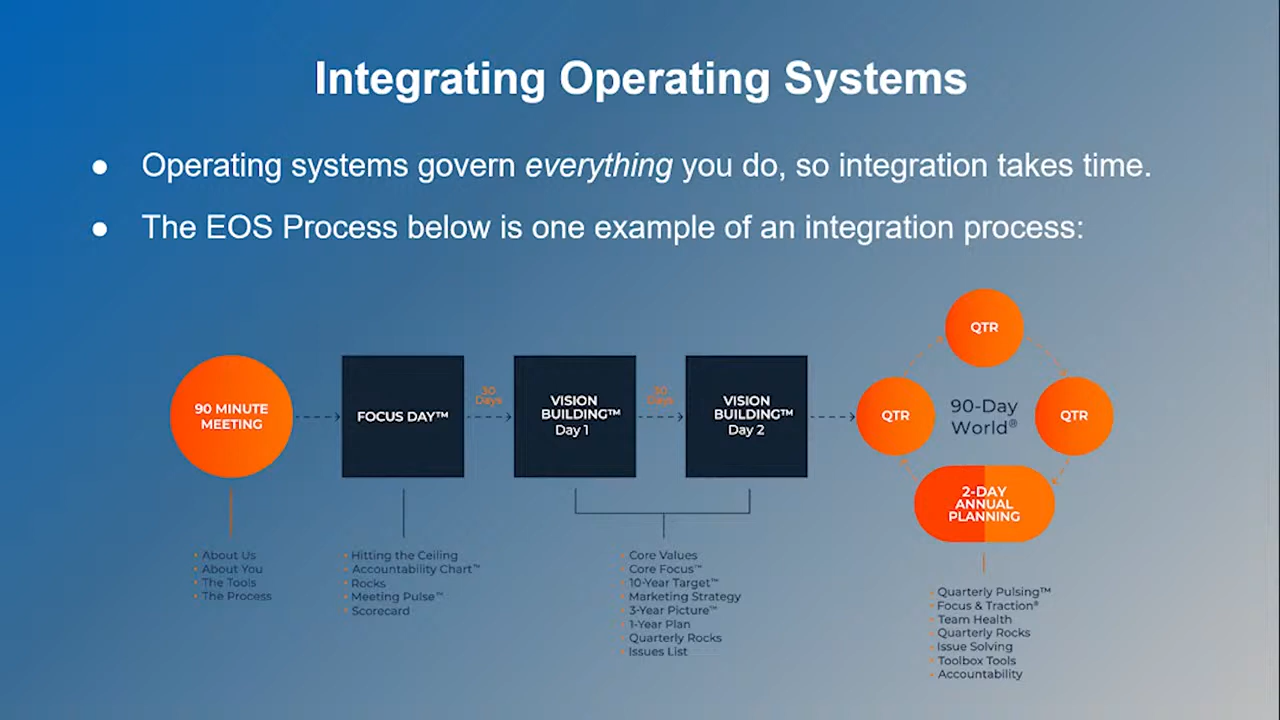 Integrating Operating Systems
● Operating systems govern everything you do, so integration takes time.
● The EOS Process below is one example of an integration process:
90 MINUTE
MEETING
FOCUS DAY™
30
Days
VISION
BUILDING™
Day 1
30
Days
VISION
BUILDING™
Day 2
QTR
QTR
90-Day
World®
QTR
2-DAY
ANNUAL
PLANNING
• About Us
• About You
• The Tools
• The Process
• Hitting the Ceiling
• Accountability Chart™
• Rocks
• Meeting Pulse™
• Scorecard
• Core Values
• Core Focus™
• 10-Year Target™
• Marketing Strategy
• 3-Year Picture™
• 1-Year Plan
• Quarterly Rocks
• Issues List
• Quarterly Pulsing™
• Focus & Traction®
• Team Health
• Quarterly Rocks
• Issue Solving
• Toolbox Tools
• Accountability